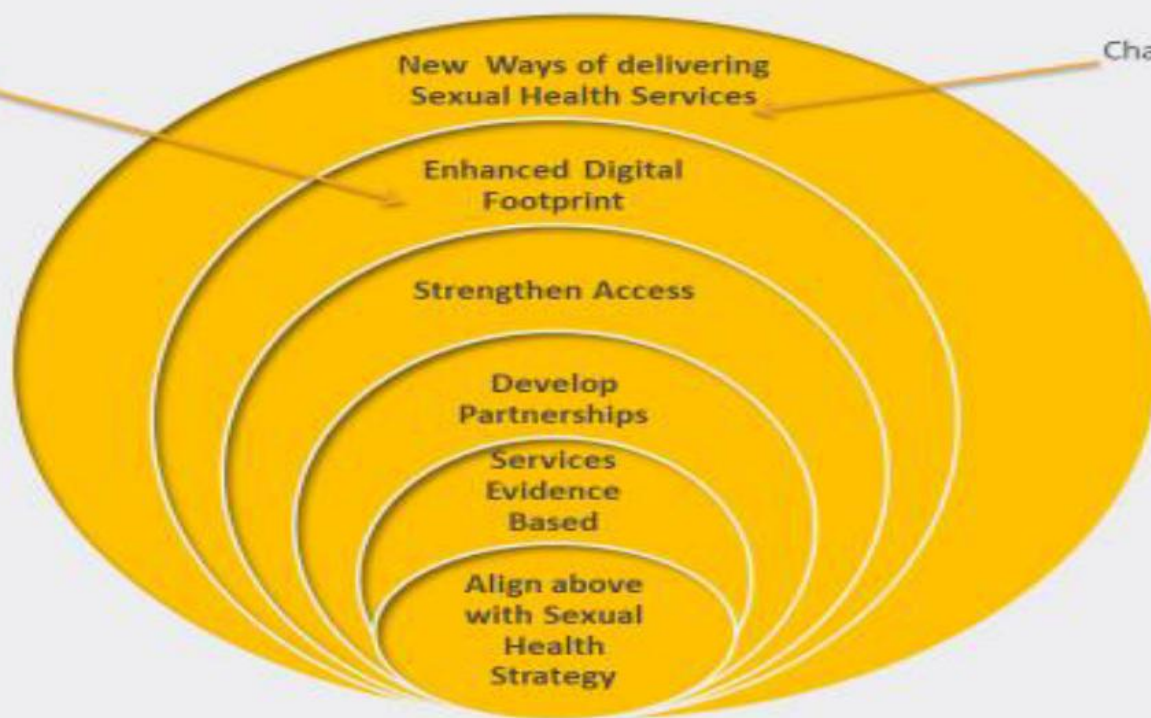 New Ways of delivering
Sexual Health Services
Cha
Enhanced Digital
Footprint
Strengthen Access
Develop
Partnerships
Services
Evidence
Based
Align above
with Sexual
Health
Strategy